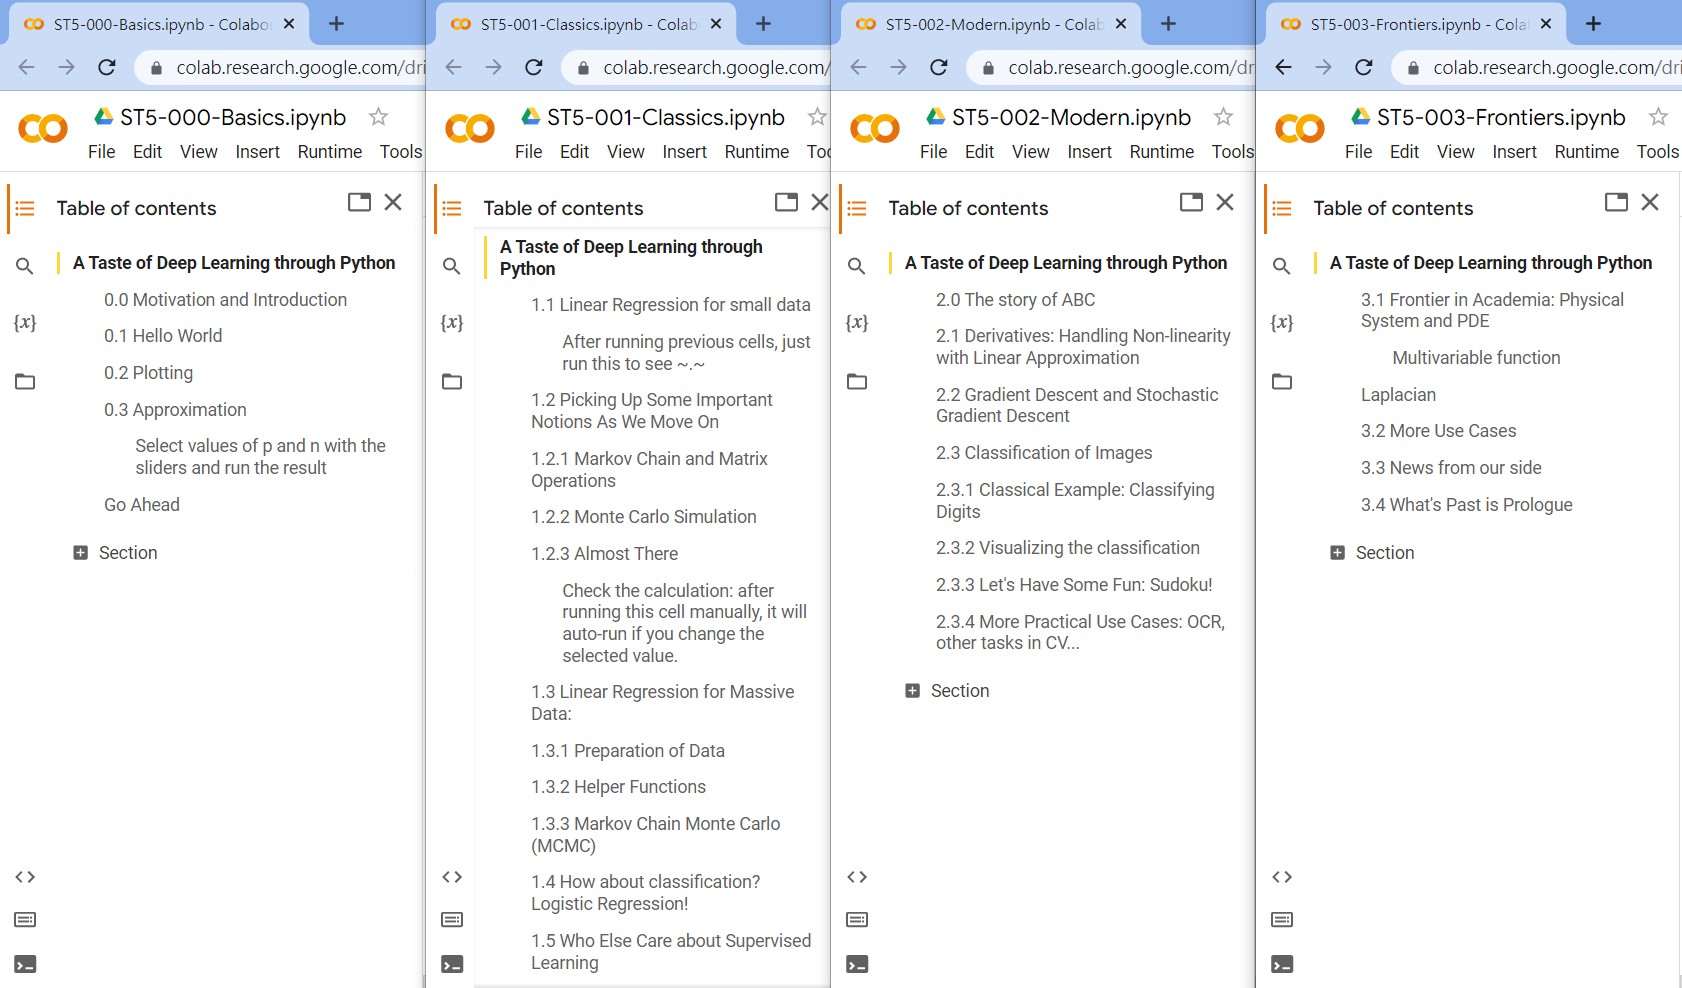 ST5-000-Basics.ipynb - Colabo
colab.research.google.com/dri
ST5-000-Basics.ipynb
File Edit View Insert Runtime Tools
Table of contents
A Taste of Deep Learning through Python
0.0 Motivation and Introduction
0.1 Hello World
0.2 Plotting
0.3 Approximation
Select values of p and n with the
sliders and run the result
Go Ahead
Section
{x}
ST5-001-Classics.ipynb - Colab
colab.research.google.com/
ST5-001-Classics.ipynb
File Edit View Insert Runtime Too
Table of contents
A Taste of Deep Learning through
Python
1.1 Linear Regression for small data
After running previous cells, just
run this to see ~.~
1.2 Picking Up Some Important
Notions As We Move On
1.2.1 Markov Chain and Matrix
Operations
1.2.2 Monte Carlo Simulation
1.2.3 Almost There
Check the calculation: after
running this cell manually, it will
auto-run if you change the
selected value.
1.3 Linear Regression for Massive
Data:
1.3.1 Preparation of Data
1.3.2 Helper Functions
1.3.3 Markov Chain Monte Carlo
(MCMC)
1.4 How about classification?
Logistic Regression!
1.5 Who Else Care about Supervised
Learning
{x}
ST5-002-Modern.ipynb - Colab
colab.research.google.com/dr
ST5-002-Modern.ipynb
File Edit View Insert Runtime Tools
Table of contents
A Taste of Deep Learning through Python
2.0 The story of ABC
2.1 Derivatives: Handling Non-linearity
with Linear Approximation
2.2 Gradient Descent and Stochastic
Gradient Descent
2.3 Classification of Images
2.3.1 Classical Example: Classifying
Digits
2.3.2 Visualizing the classification
2.3.3 Let's Have Some Fun: Sudoku!
2.3.4 More Practical Use Cases: OCR,
other tasks in CV...
Section
{x}
ST5-003-Frontiers.ipynb - Cola
colab.research.google.com/dri
ST5-003-Frontiers.ipynb
File Edit View Insert Runtime Tools
Table of contents
A Taste of Deep Learning through Python
3.1 Frontier in Academia: Physical
System and PDE
Multivariable function
Laplacian
3.2 More Use Cases
3.3 News from our side
3.4 What's Past is Prologue
Section
{x}